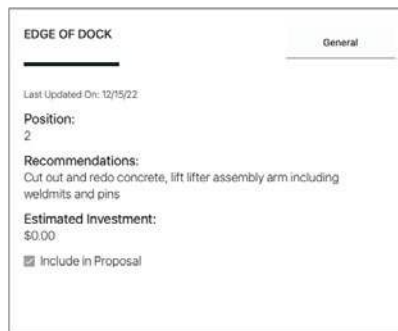 EDGE OF DOCK
General
Last Updated On: 12/15/22
Position:
2
Recommendations:
Cut out and redo concrete, lift lifter assembly arm including
weldmits and pins
Estimated Investment:
$0.00
Include in Proposal